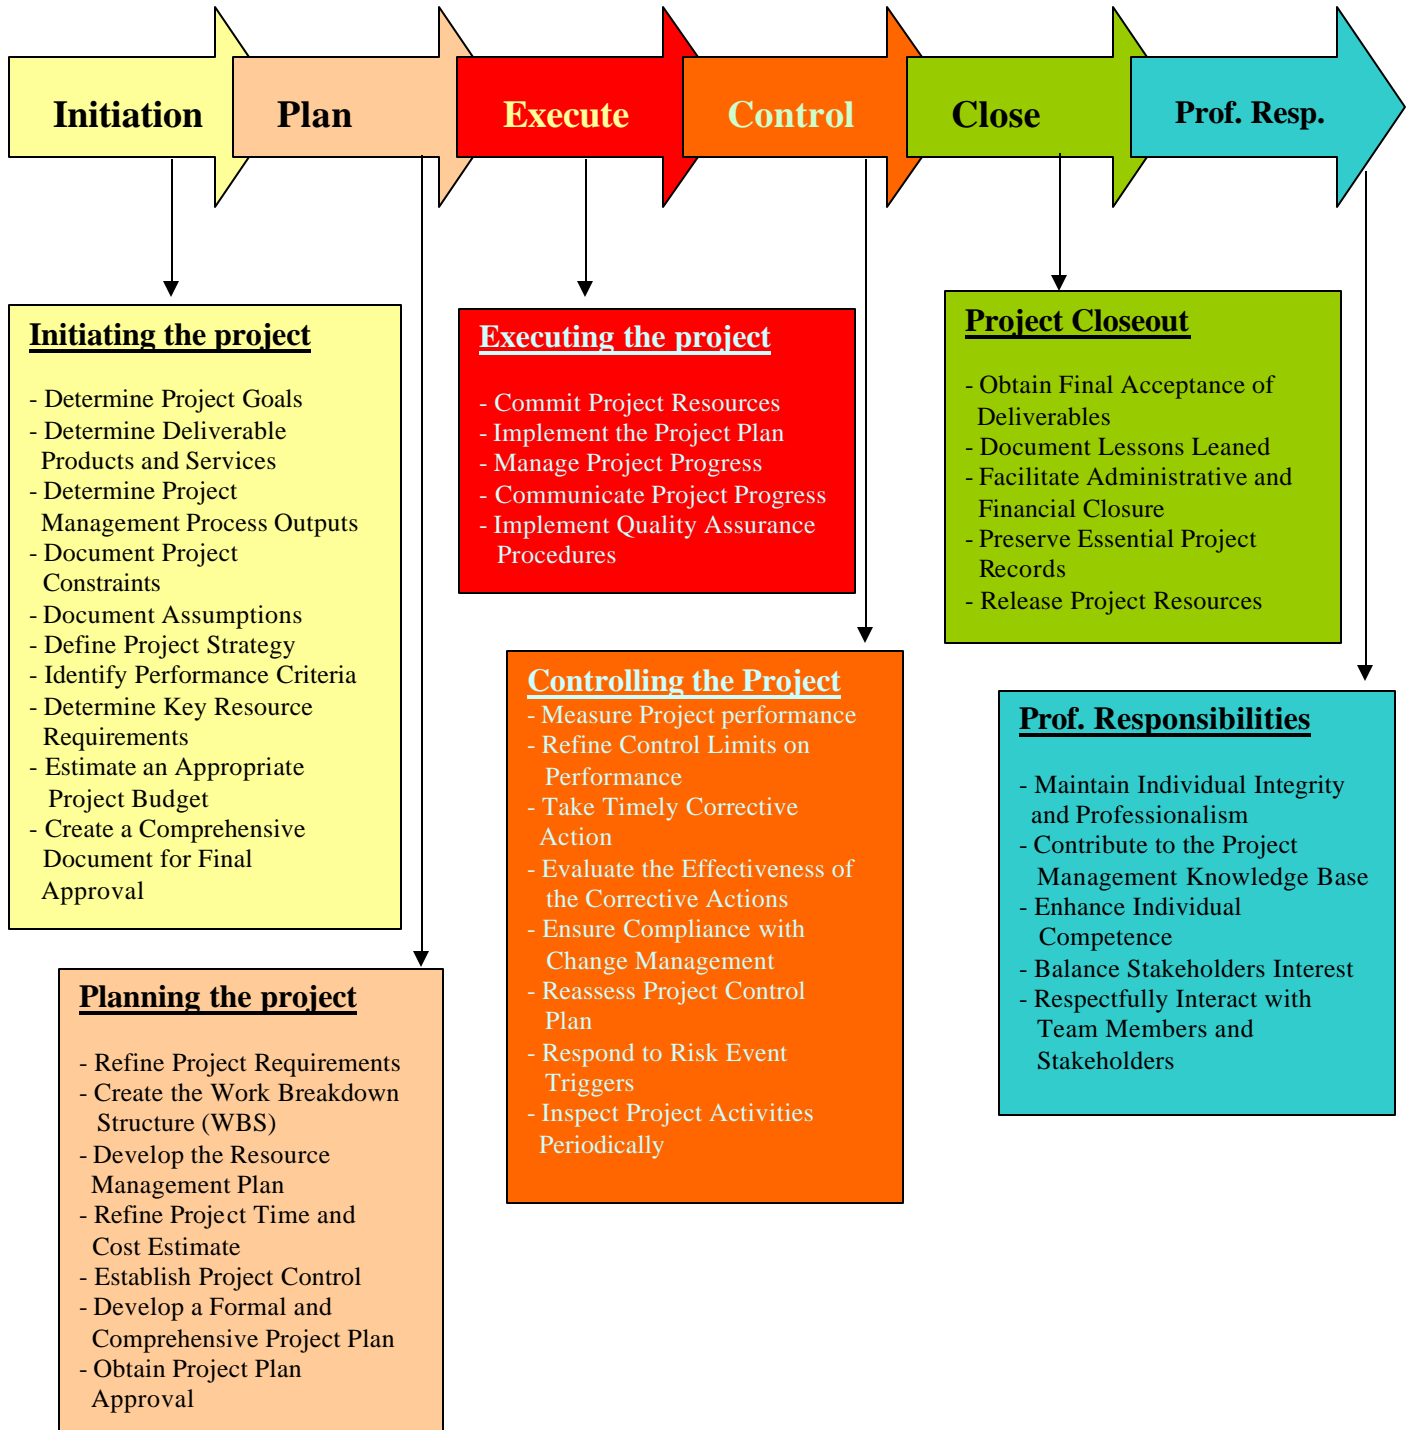 Initiation
Plan
Execute
Control
Close
Prof. Resp.
Initiating the project
- Determine Project Goals
- Determine Deliverable
Products and Services
- Determine Project
Management Process Outputs
- Document Project
Constraints
- Document Assumptions
- Define Project Strategy
- Identify Performance Criteria
- Determine Key Resource
Requirements
- Estimate an Appropriate
Project Budget
- Create a Comprehensive
Document for Final
Approval
Planning the project
- Refine Project Requirements
- Create the Work Breakdown
Structure (WBS)
- Develop the Resource
Management Plan
- Refine Project Time and
Cost Estimate
- Establish Project Control
- Develop a Formal and
Comprehensive Project Plan
- Obtain Project Plan
Approval
Executing the project
- Commit Project Resources
- Implement the Project Plan
- Manage Project Progress
- Communicate Project Progress
- Implement Quality Assurance
Procedures
Controlling the Project
- Measure Project performance
- Refine Control Limits on
Performance
- Take Timely Corrective
Action
- Evaluate the Effectiveness of
the Corrective Actions
- Ensure Compliance with
Change Management
- Reassess Project Control
Plan
- Respond to Risk Event
Triggers
- Inspect Project Activities
Periodically
Project Closeout
- Obtain Final Acceptance of
Deliverables
- Document Lessons Leaned
- Facilitate Administrative and
Financial Closure
- Preserve Essential Project
Records
- Release Project Resources
Prof. Responsibilities
- Maintain Individual Integrity
and Professionalism
- Contribute to the Project
Management Knowledge Base
- Enhance Individual
Competence
- Balance Stakeholders Interest
- Respectfully Interact with
Team Members and
Stakeholders